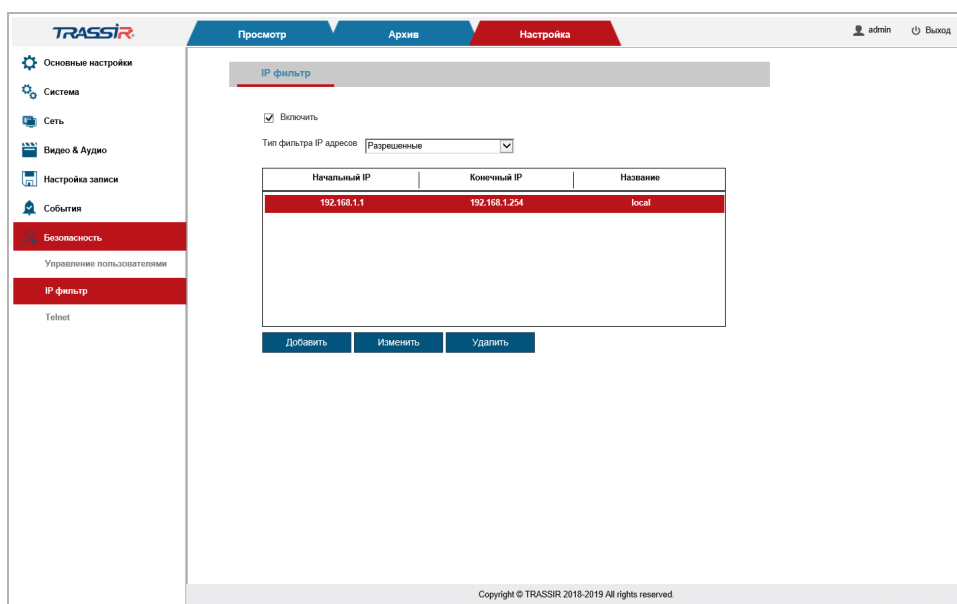 TRASSIR
Просмотр
Архив
Настройка
admin
Выход
Основные настройки
Система
Сеть
Видео & Аудио
Настройка записи
События
Безопасность
Управление пользователями
IP фильтр
Telnet
IP фильтр
Включить
Тип фильтра IP адресов Разрешенные
Начальный IP Конечный IP Название
192.168.1.1 192.168.1.254 local
Добавить Изменить Удалить
Copyright © TRASSIR 2018-2019 All rights reserved.